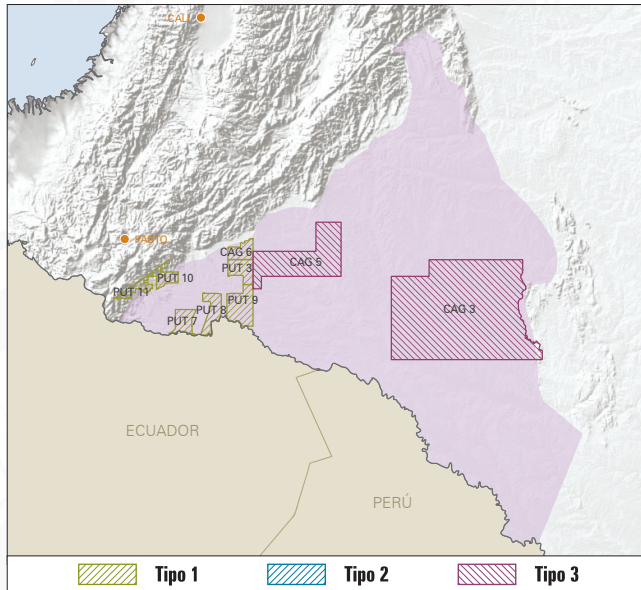 CALI
PASTO
CAG 6
PUT 3
CAG 5
PUT 10
PUT 11
PUT 9
PUT 8
PUT 7
CAG 3
ECUADOR
PERÚ
Tipo 1
Tipo 2
Tipo 3